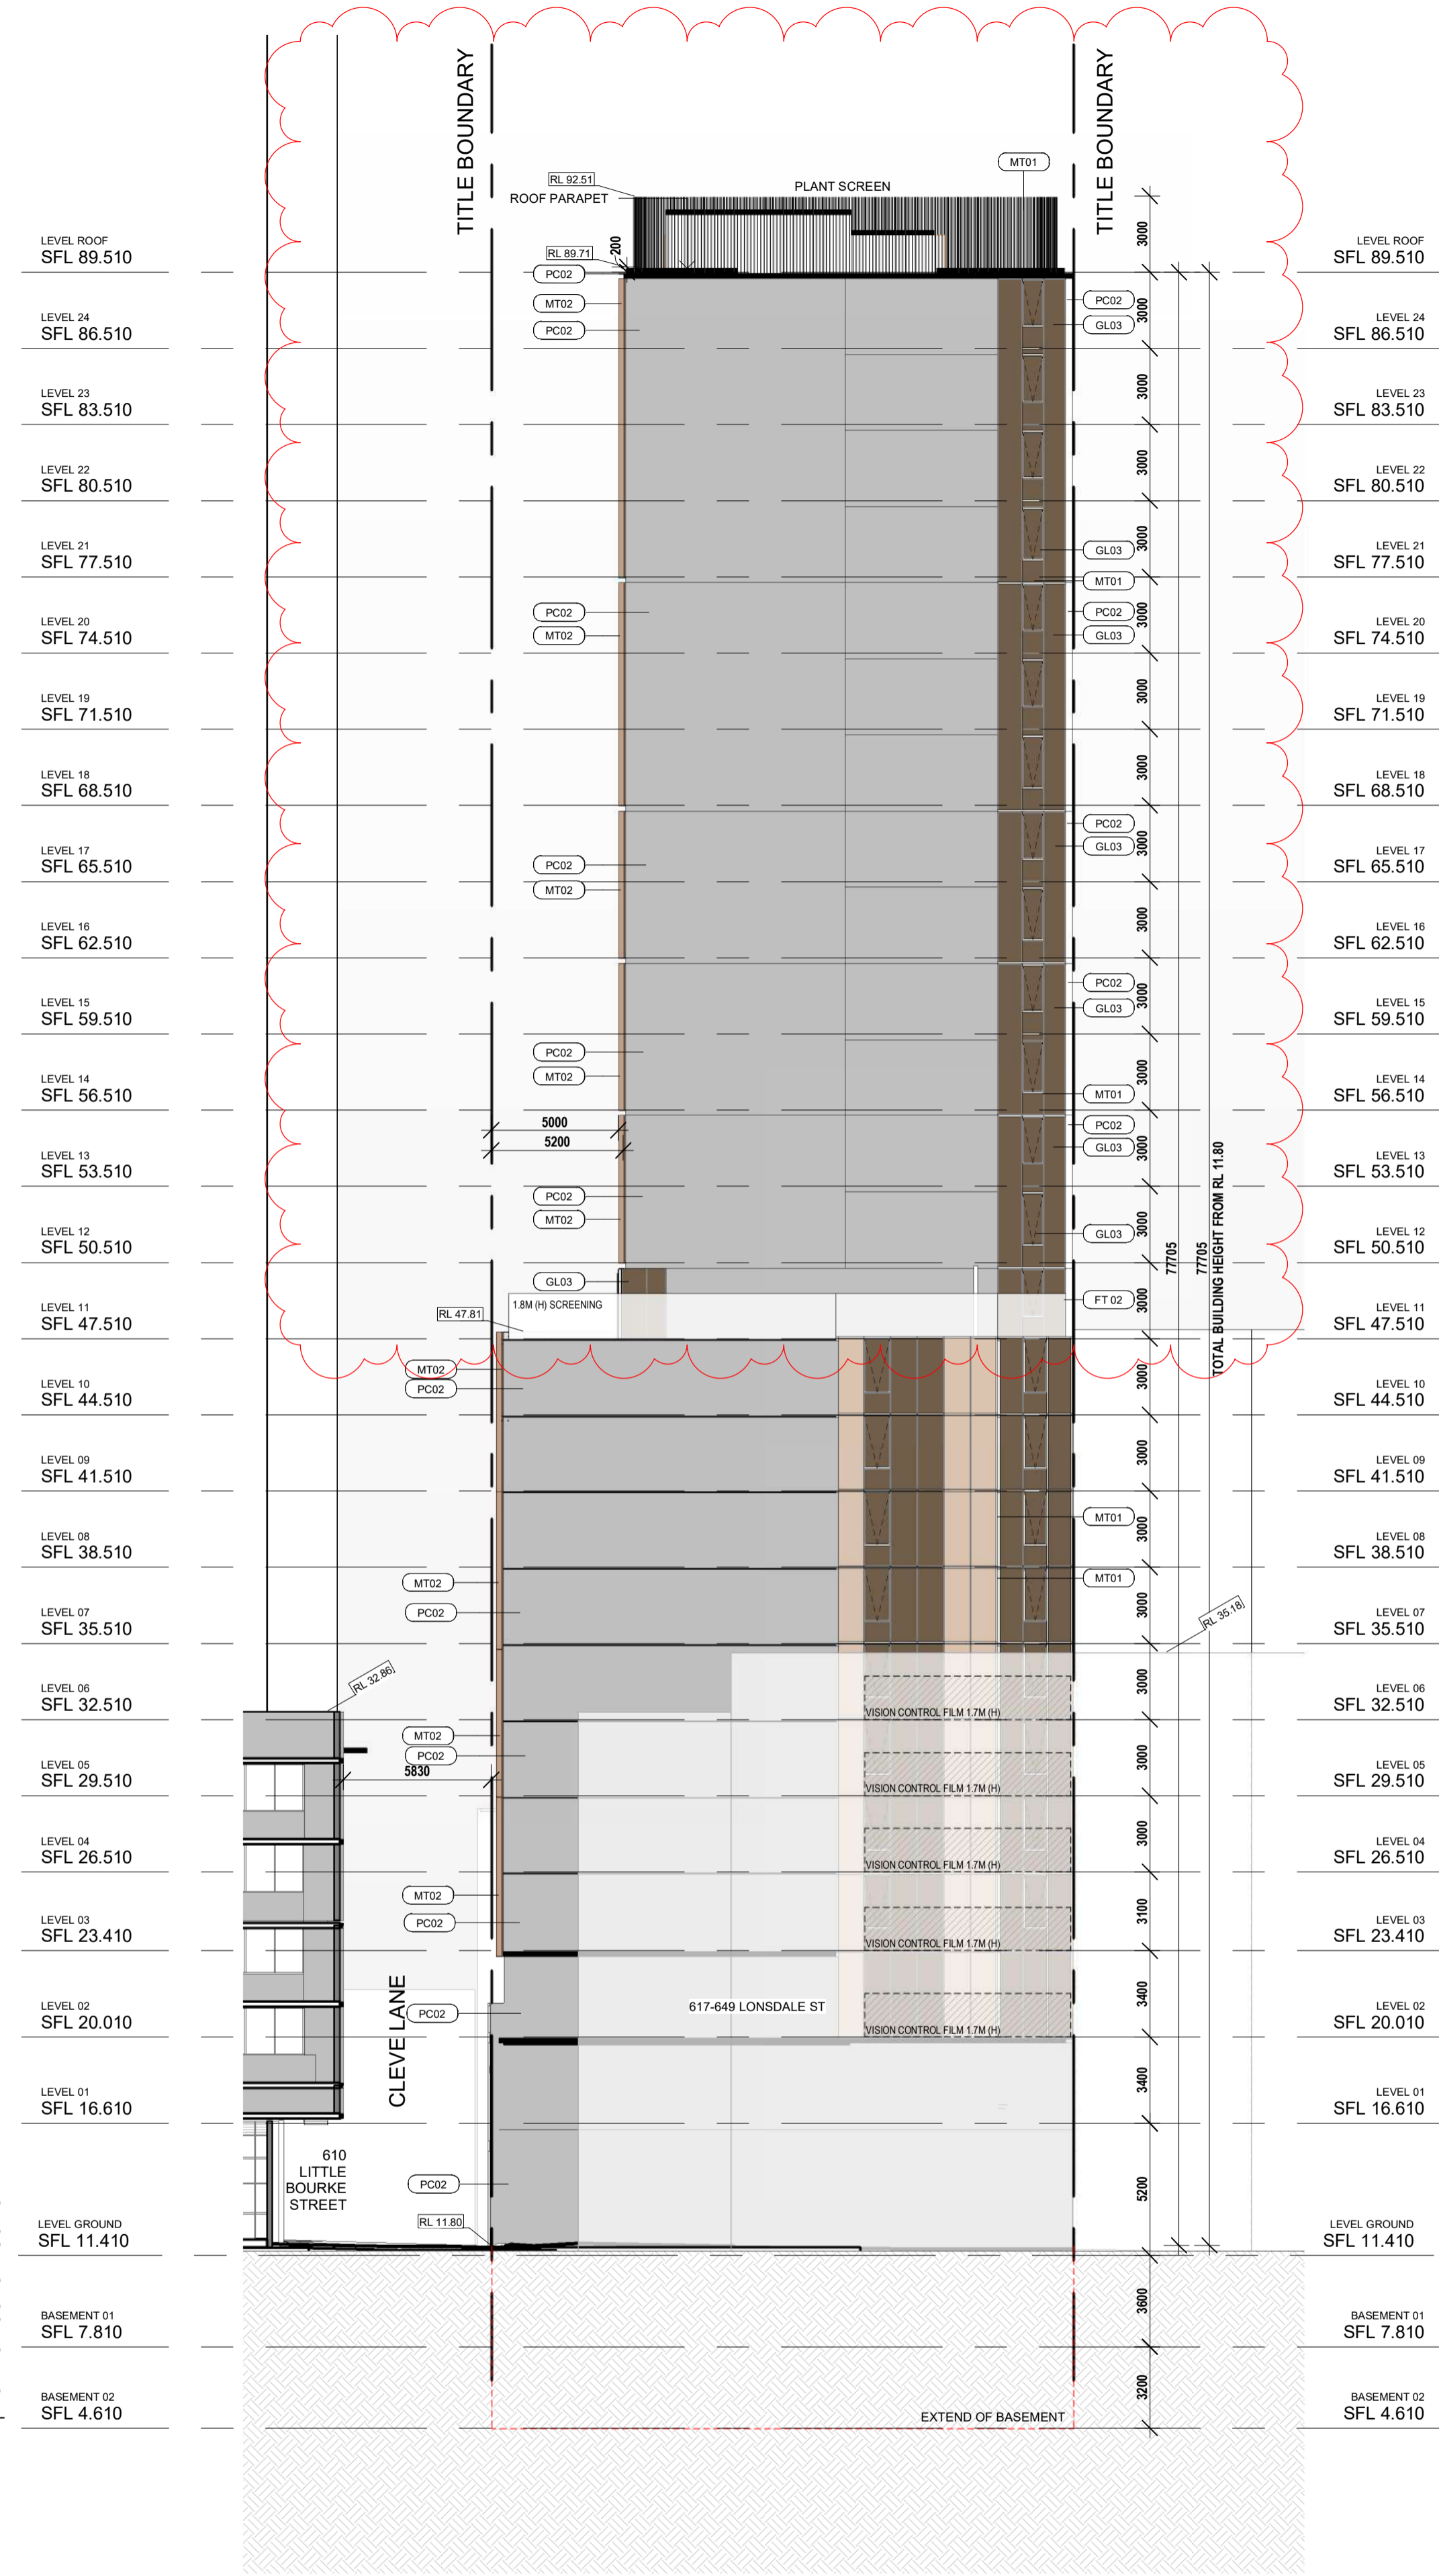 TITLE BOUNDARY
TITLE BOUNDARY
MT01
RL 92.51
PLANT SCREEN
ROOF PARAPET
3000
LEVEL ROOF
SFL 89.510
RL 89.71
200
LEVEL ROOF
SFL 89.510
PC02
MT02
PC02
PC02
3000
GL03
LEVEL 24
SFL 86.510
LEVEL 24
SFL 86.510
3000
LEVEL 23
SFL 83.510
LEVEL 23
SFL 83.510
3000
LEVEL 22
SFL 80.510
LEVEL 22
SFL 80.510
GL03
3000
LEVEL 21
SFL 77.510
LEVEL 21
SFL 77.510
MT01
PC02
MT02
PC02
3000
GL03
LEVEL 20
SFL 74.510
LEVEL 20
SFL 74.510
3000
LEVEL 19
SFL 71.510
LEVEL 19
SFL 71.510
3000
LEVEL 18
SFL 68.510
LEVEL 18
SFL 68.510
PC02
3000
GL03
PC02
MT02
LEVEL 17
SFL 65.510
LEVEL 17
SFL 65.510
3000
LEVEL 16
SFL 62.510
LEVEL 16
SFL 62.510
PC02
3000
GL03
LEVEL 15
SFL 59.510
LEVEL 15
SFL 59.510
PC02
MT02
3000
MT01
LEVEL 14
SFL 56.510
LEVEL 14
SFL 56.510
5000
5200
PC02
3000
GL03
LEVEL 13
SFL 53.510
LEVEL 13
SFL 53.510
PC02
MT02
3000
GL03
LEVEL 12
SFL 50.510
LEVEL 12
SFL 50.510
77705
77705
TOTAL BUILDING HEIGHT FROM RL 11.80
GL03
1.8M (H) SCREENING
FT 02
3000
RL 47.81
LEVEL 11
SFL 47.510
LEVEL 11
SFL 47.510
MT02
PC02
3000
LEVEL 10
SFL 44.510
LEVEL 10
SFL 44.510
3000
LEVEL 09
SFL 41.510
LEVEL 09
SFL 41.510
MT01
3000
LEVEL 08
SFL 38.510
LEVEL 08
SFL 38.510
MT02
PC02
MT01
3000
RL 35.18
LEVEL 07
SFL 35.510
LEVEL 07
SFL 35.510
RL 32.86
3000
VISION CONTROL FILM 1.7M (H)
LEVEL 06
SFL 32.510
LEVEL 06
SFL 32.510
MT02
PC02
5830
3000
VISION CONTROL FILM 1.7M (H)
LEVEL 05
SFL 29.510
LEVEL 05
SFL 29.510
3000
VISION CONTROL FILM 1.7M (H)
LEVEL 04
SFL 26.510
LEVEL 04
SFL 26.510
MT02
PC02
3100
VISION CONTROL FILM 1.7M (H)
LEVEL 03
SFL 23.410
LEVEL 03
SFL 23.410
CLEVE LANE
PC02
617-649 LONSDALE ST
3400
VISION CONTROL FILM 1.7M (H)
LEVEL 02
SFL 20.010
LEVEL 02
SFL 20.010
3400
LEVEL 01
SFL 16.610
LEVEL 01
SFL 16.610
610
LITTLE
BOURKE
STREET
PC02
5200
RL 11.80
LEVEL GROUND
SFL 11.410
LEVEL GROUND
SFL 11.410
3600
BASEMENT 01
SFL 7.810
BASEMENT 01
SFL 7.810
3200
BASEMENT 02
SFL 4.610
EXTEND OF BASEMENT
BASEMENT 02
SFL 4.610